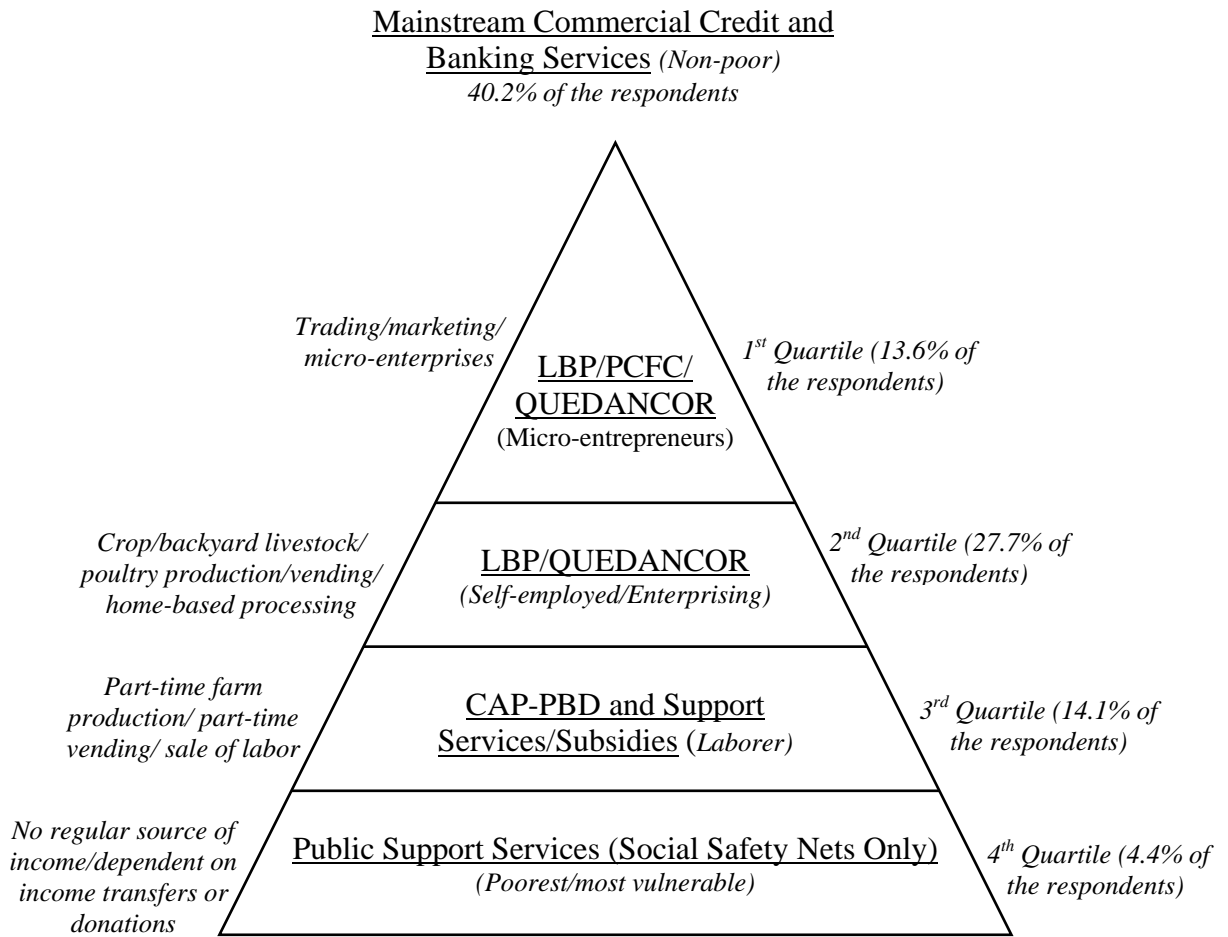 Mainstream Commercial Credit and
Banking Services (Non-poor)
40.2% of the respondents
Trading/marketing/
micro-enterprises
LBP/PCFC/
QUEDANCOR
(Micro-entrepreneurs)
1st Quartile (13.6% of
the respondents)
Crop/backyard livestock/
poultry production/vending/
home-based processing
LBP/QUEDANCOR
(Self-employed/Enterprising)
2nd Quartile (27.7% of
the respondents)
Part-time farm
production/ part-time
vending/ sale of labor
CAP-PBD and Support
Services/Subsidies (Laborer)
3rd Quartile (14.1% of
the respondents)
No regular source of
income/dependent on
income transfers or
donations
Public Support Services (Social Safety Nets Only)
(Poorest/most vulnerable)
4th Quartile (4.4% of
the respondents)